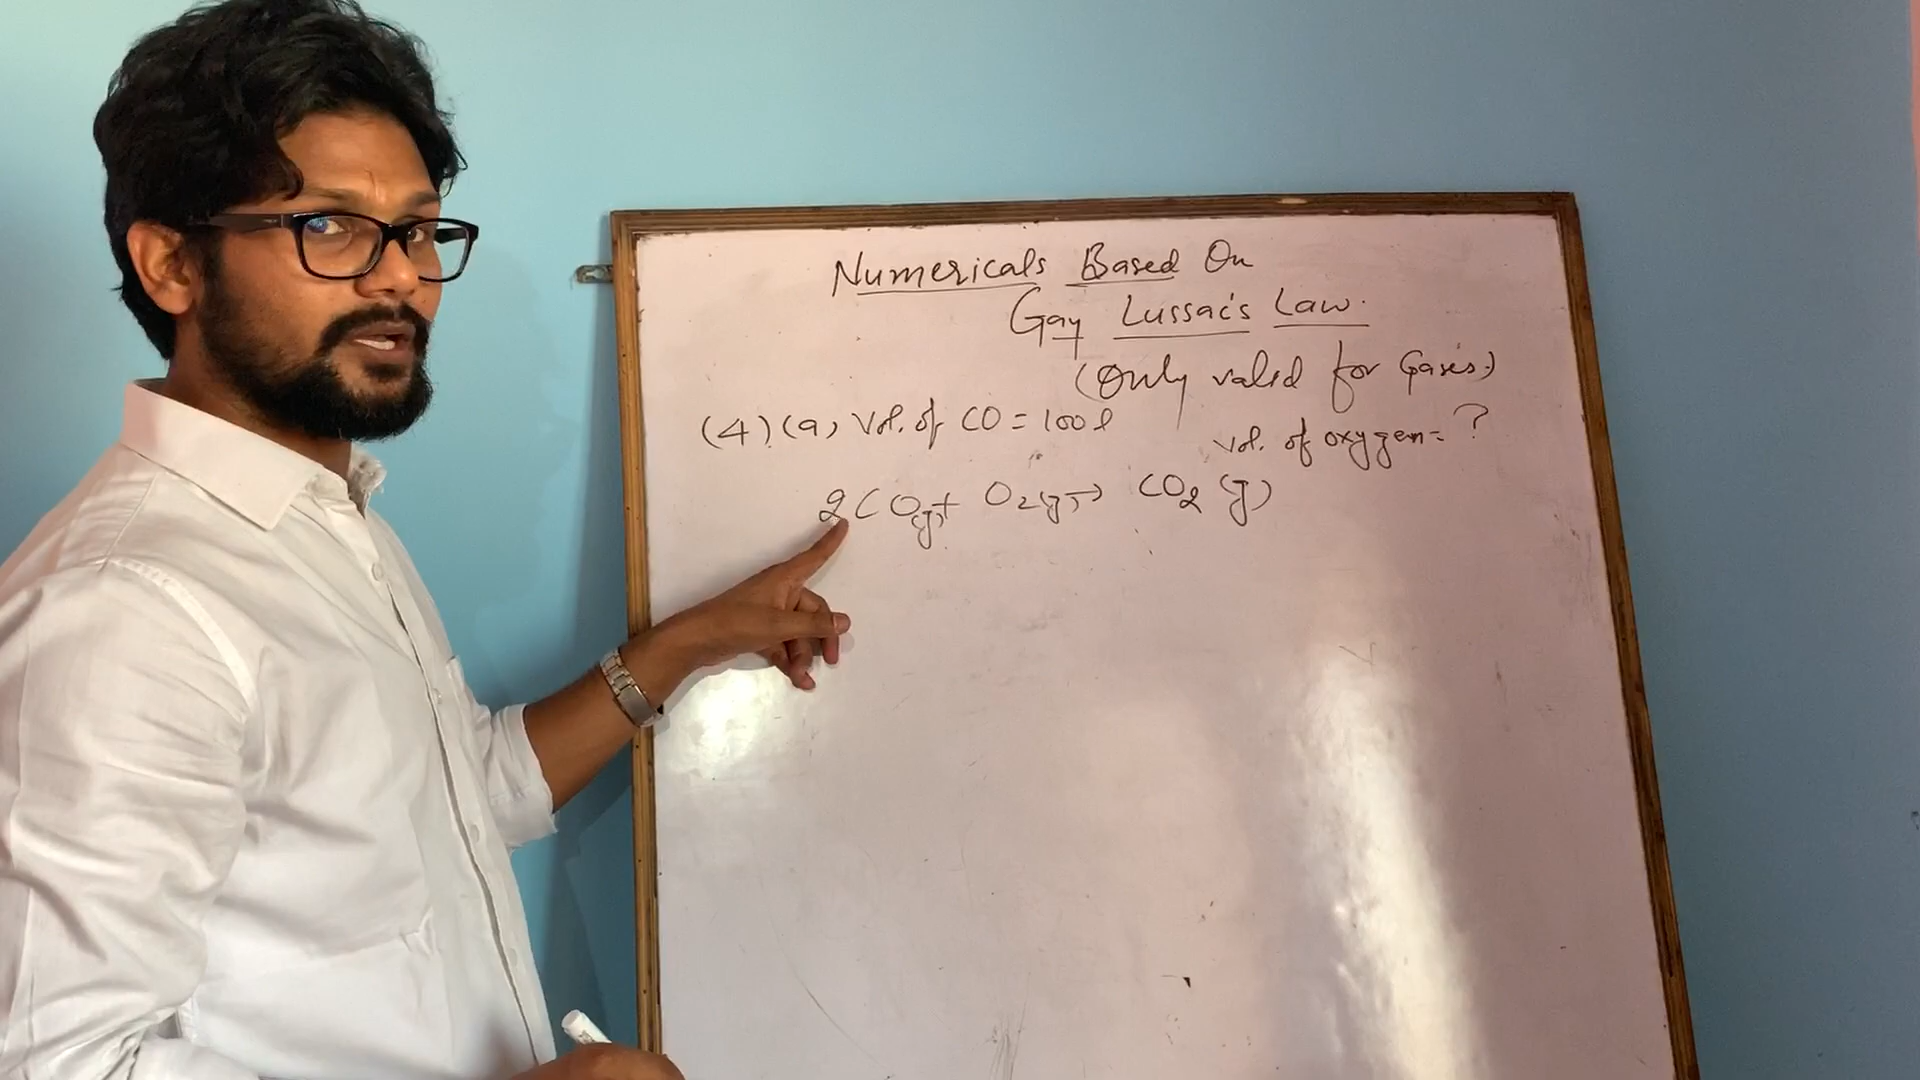 Numericals Based On
Gay Lussac's Law.
(Only valid for Gases.)
(4).(a) Vol. of CO = 100 l
vol. of oxygen = ?
2CO(g) + O2(g) → CO2(g)